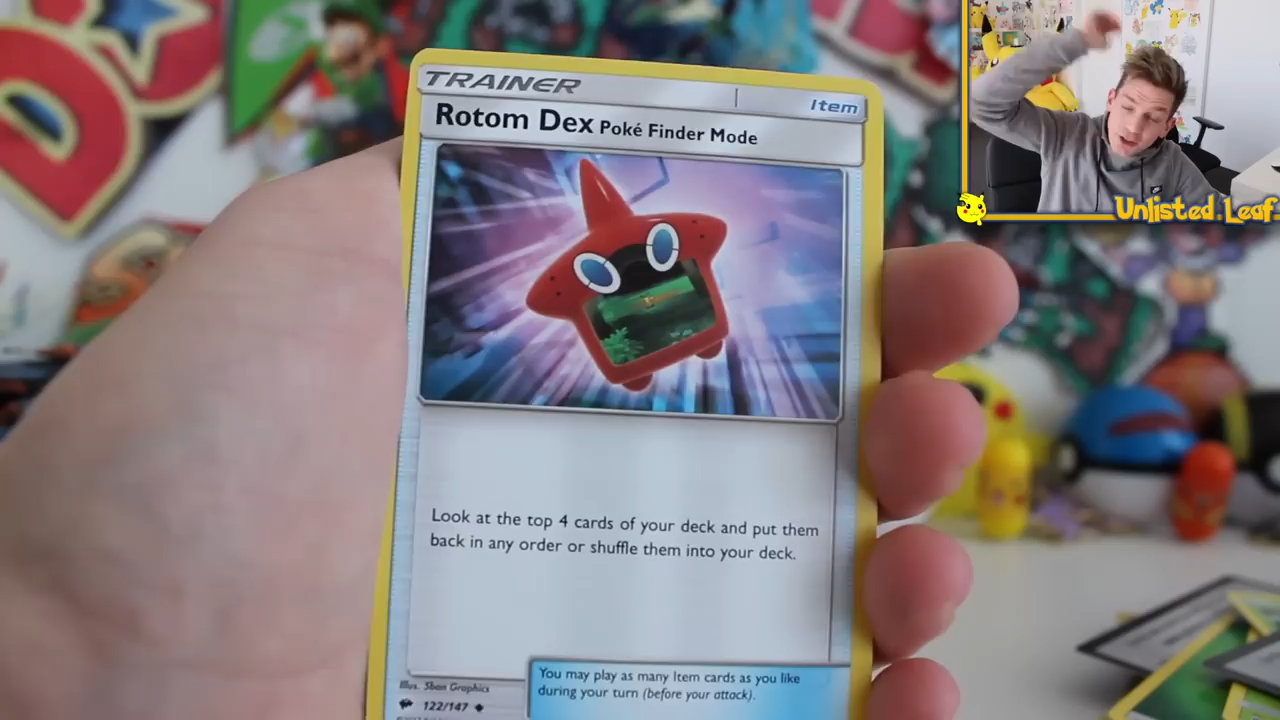 TRAINER
Item
Rotom Dex Poké Finder Mode
Unlisted.Leaf
Look at the top 4 cards of your deck and put them
back in any order or shuffle them into your deck.
You may play as many Item cards as you like
during your turn (before your attack).
Illus. Sban Graphics
122/147